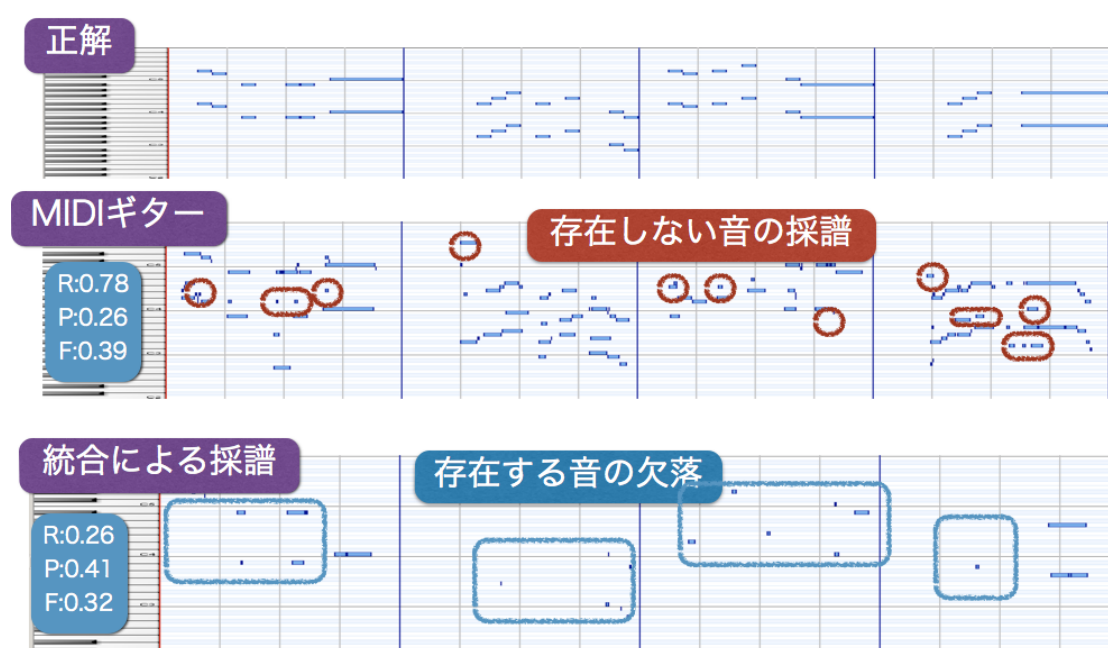 正解
MIDIギター
存在しない音の採譜
R:0.78
P:0.26
F:0.39
統合による採譜
存在する音の欠落
R:0.26
P:0.41
F:0.32